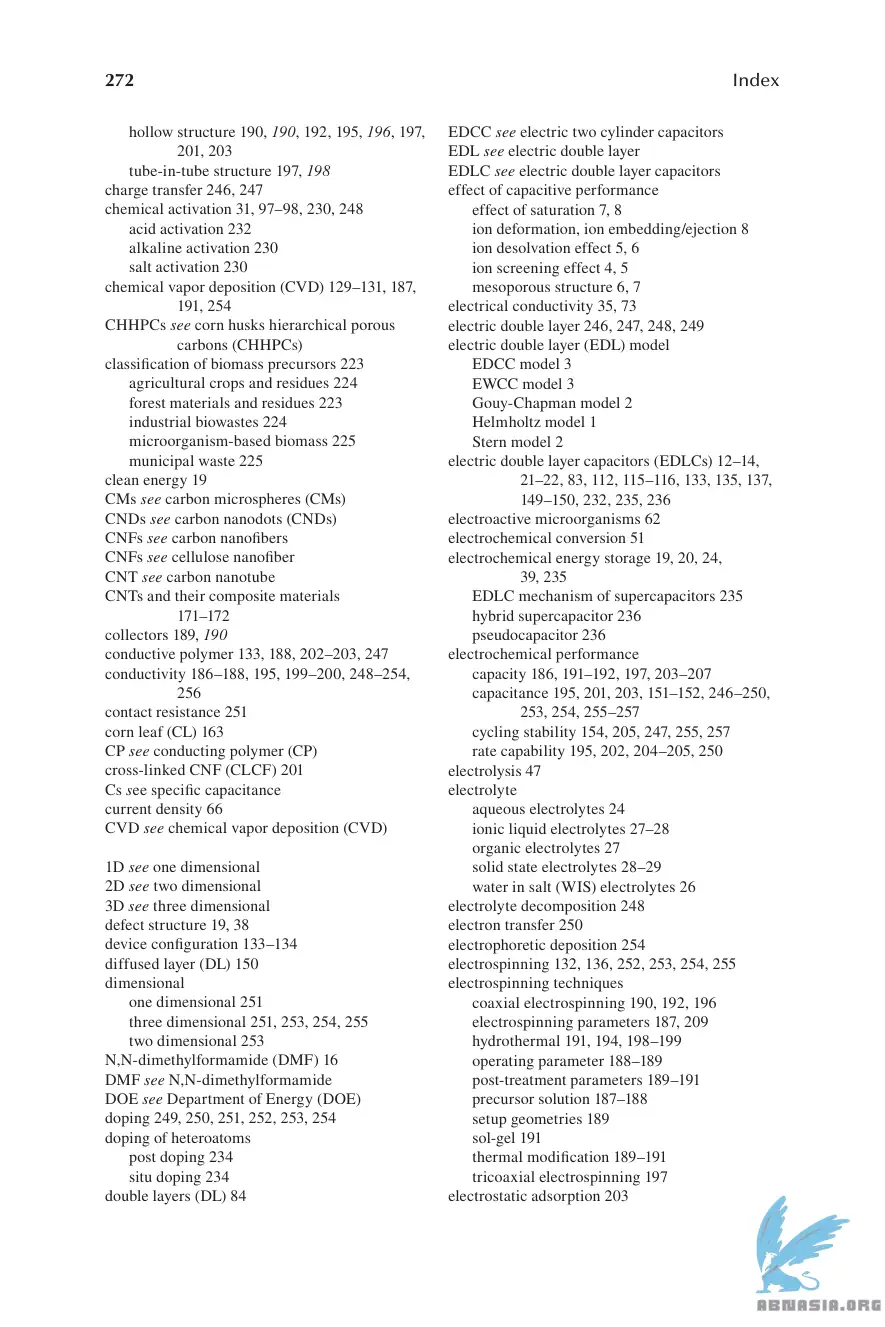 272
Index
hollow structure 190, 190, 192, 195, 196, 197,
201, 203
tube-in-tube structure 197, 198
charge transfer 246, 247
chemical activation 31, 97–98, 230, 248
acid activation 232
alkaline activation 230
salt activation 230
chemical vapor deposition (CVD) 129–131, 187,
191, 254
CHHPCs see corn husks hierarchical porous
carbons (CHHPCs)
classification of biomass precursors 223
agricultural crops and residues 224
forest materials and residues 223
industrial biowastes 224
microorganism-based biomass 225
municipal waste 225
clean energy 19
CMs see carbon microspheres (CMs)
CNDs see carbon nanodots (CNDs)
CNFs see carbon nanofibers
CNFs see cellulose nanofiber
CNT see carbon nanotube
CNTs and their composite materials
171–172
collectors 189, 190
conductive polymer 133, 188, 202–203, 247
conductivity 186–188, 195, 199–200, 248–254,
256
contact resistance 251
corn leaf (CL) 163
CP see conducting polymer (CP)
cross-linked CNF (CLCF) 201
Cs see specific capacitance
current density 66
CVD see chemical vapor deposition (CVD)
1D see one dimensional
2D see two dimensional
3D see three dimensional
defect structure 19, 38
device configuration 133–134
diffused layer (DL) 150
dimensional
one dimensional 251
three dimensional 251, 253, 254, 255
two dimensional 253
N,N-dimethylformamide (DMF) 16
DMF see N,N-dimethylformamide
DOE see Department of Energy (DOE)
doping 249, 250, 251, 252, 253, 254
doping of heteroatoms
post doping 234
situ doping 234
double layers (DL) 84
EDCC see electric two cylinder capacitors
EDL see electric double layer
EDLC see electric double layer capacitors
effect of capacitive performance
effect of saturation 7, 8
ion deformation, ion embedding/ejection 8
ion desolvation effect 5, 6
ion screening effect 4, 5
mesoporous structure 6, 7
electrical conductivity 35, 73
electric double layer 246, 247, 248, 249
electric double layer (EDL) model
EDCC model 3
EWCC model 3
Gouy-Chapman model 2
Helmholtz model 1
Stern model 2
electric double layer capacitors (EDLCs) 12–14,
21–22, 83, 112, 115–116, 133, 135, 137,
149–150, 232, 235, 236
electroactive microorganisms 62
electrochemical conversion 51
electrochemical energy storage 19, 20, 24,
39, 235
EDLC mechanism of supercapacitors 235
hybrid supercapacitor 236
pseudocapacitor 236
electrochemical performance
capacity 186, 191–192, 197, 203–207
capacitance 195, 201, 203, 151–152, 246–250,
253, 254, 255–257
cycling stability 154, 205, 247, 255, 257
rate capability 195, 202, 204–205, 250
electrolysis 47
electrolyte
aqueous electrolytes 24
ionic liquid electrolytes 27–28
organic electrolytes 27
solid state electrolytes 28–29
water in salt (WIS) electrolytes 26
electrolyte decomposition 248
electron transfer 250
electrophoretic deposition 254
electrospinning 132, 136, 252, 253, 254, 255
electrospinning techniques
coaxial electrospinning 190, 192, 196
electrospinning parameters 187, 209
hydrothermal 191, 194, 198–199
operating parameter 188–189
post-treatment parameters 189–191
precursor solution 187–188
setup geometries 189
sol-gel 191
thermal modification 189–191
tricoaxial electrospinning 197
electrostatic adsorption 203
ABNASIA.ORG